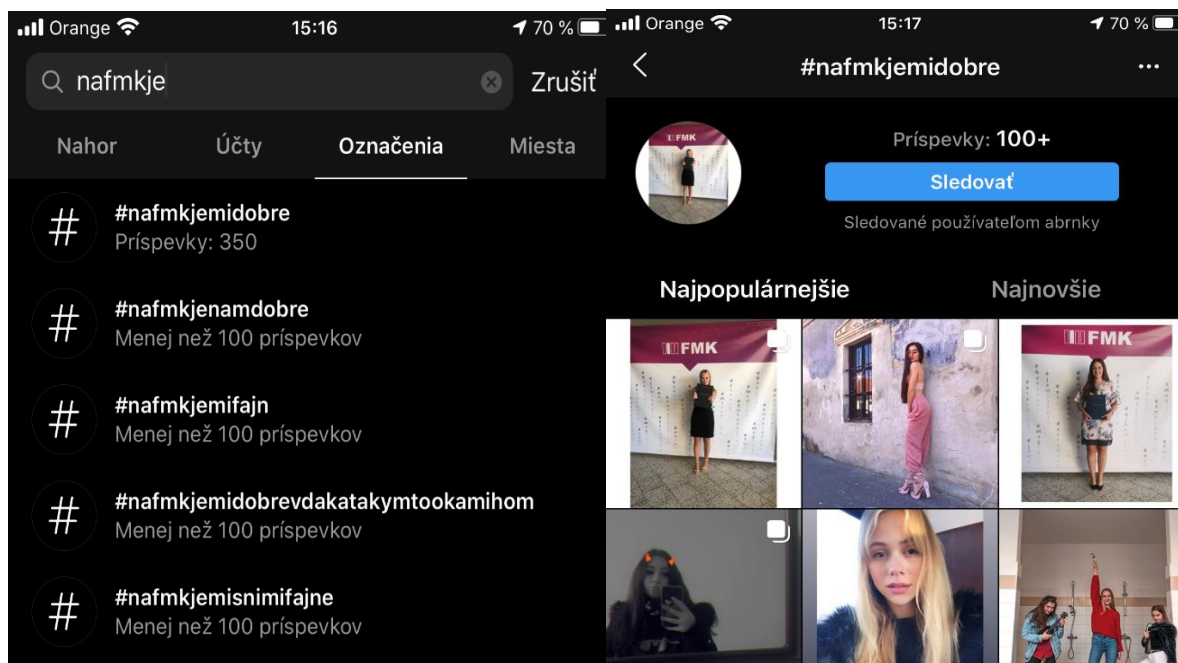 Orange 15:16 70 %
nafmkje Zrušiť
Nahor Účty Označenia Miesta
# #nafmkjemidobre
Príspevky: 350
# #nafmkjenamdobre
Menej než 100 príspevkov
# #nafmkjemifajn
Menej než 100 príspevkov
# #nafmkjemidobrevdakatakymtookamihom
Menej než 100 príspevkov
# #nafmkjemisnimifajne
Menej než 100 príspevkov
Orange 15:17 70 %
#nafmkjemidobre ...
FMK
Príspevky: 100+
Sledovať
Sledované používateľom abrnky
Najpopulárnejšie Najnovšie
FMK
FMK